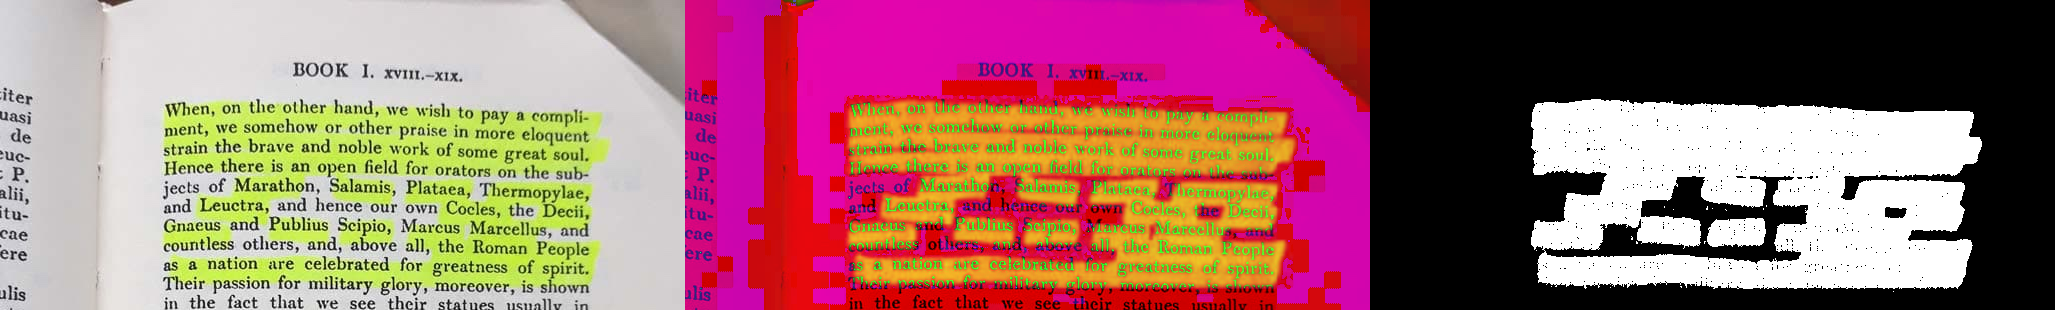 iter
uasi
de
euc-
P.
alii,
itu-
cae
ere
ulis
BOOK I. XVIII.–XIX.
When, on the other hand, we wish to pay a compli-
ment, we somehow or other praise in more eloquent
strain the brave and noble work of some great soul.
Hence there is an open field for orators on the sub-
jects of Marathon, Salamis, Plataea, Thermopylae,
and Leuctra, and hence our own Cocles, the Decii,
Gnaeus and Publius Scipio, Marcus Marcellus, and
countless others, and, above all, the Roman People
as a nation are celebrated for greatness of spirit.
Their passion for military glory, moreover, is shown
in the fact that we see their statues usually in
iter
uasi
de
euc-
P.
alii,
itu-
cae
ere
ulis
BOOK I. XVIII.–XIX.
When, on the other hand, we wish to pay a compli-
ment, we somehow or other praise in more eloquent
strain the brave and noble work of some great soul.
Hence there is an open field for orators on the sub-
jects of Marathon, Salamis, Plataea, Thermopylae,
and Leuctra, and hence our own Cocles, the Decii,
Gnaeus and Publius Scipio, Marcus Marcellus, and
countless others, and, above all, the Roman People
as a nation are celebrated for greatness of spirit.
Their passion for military glory, moreover, is shown
in the fact that we see their statues usually in